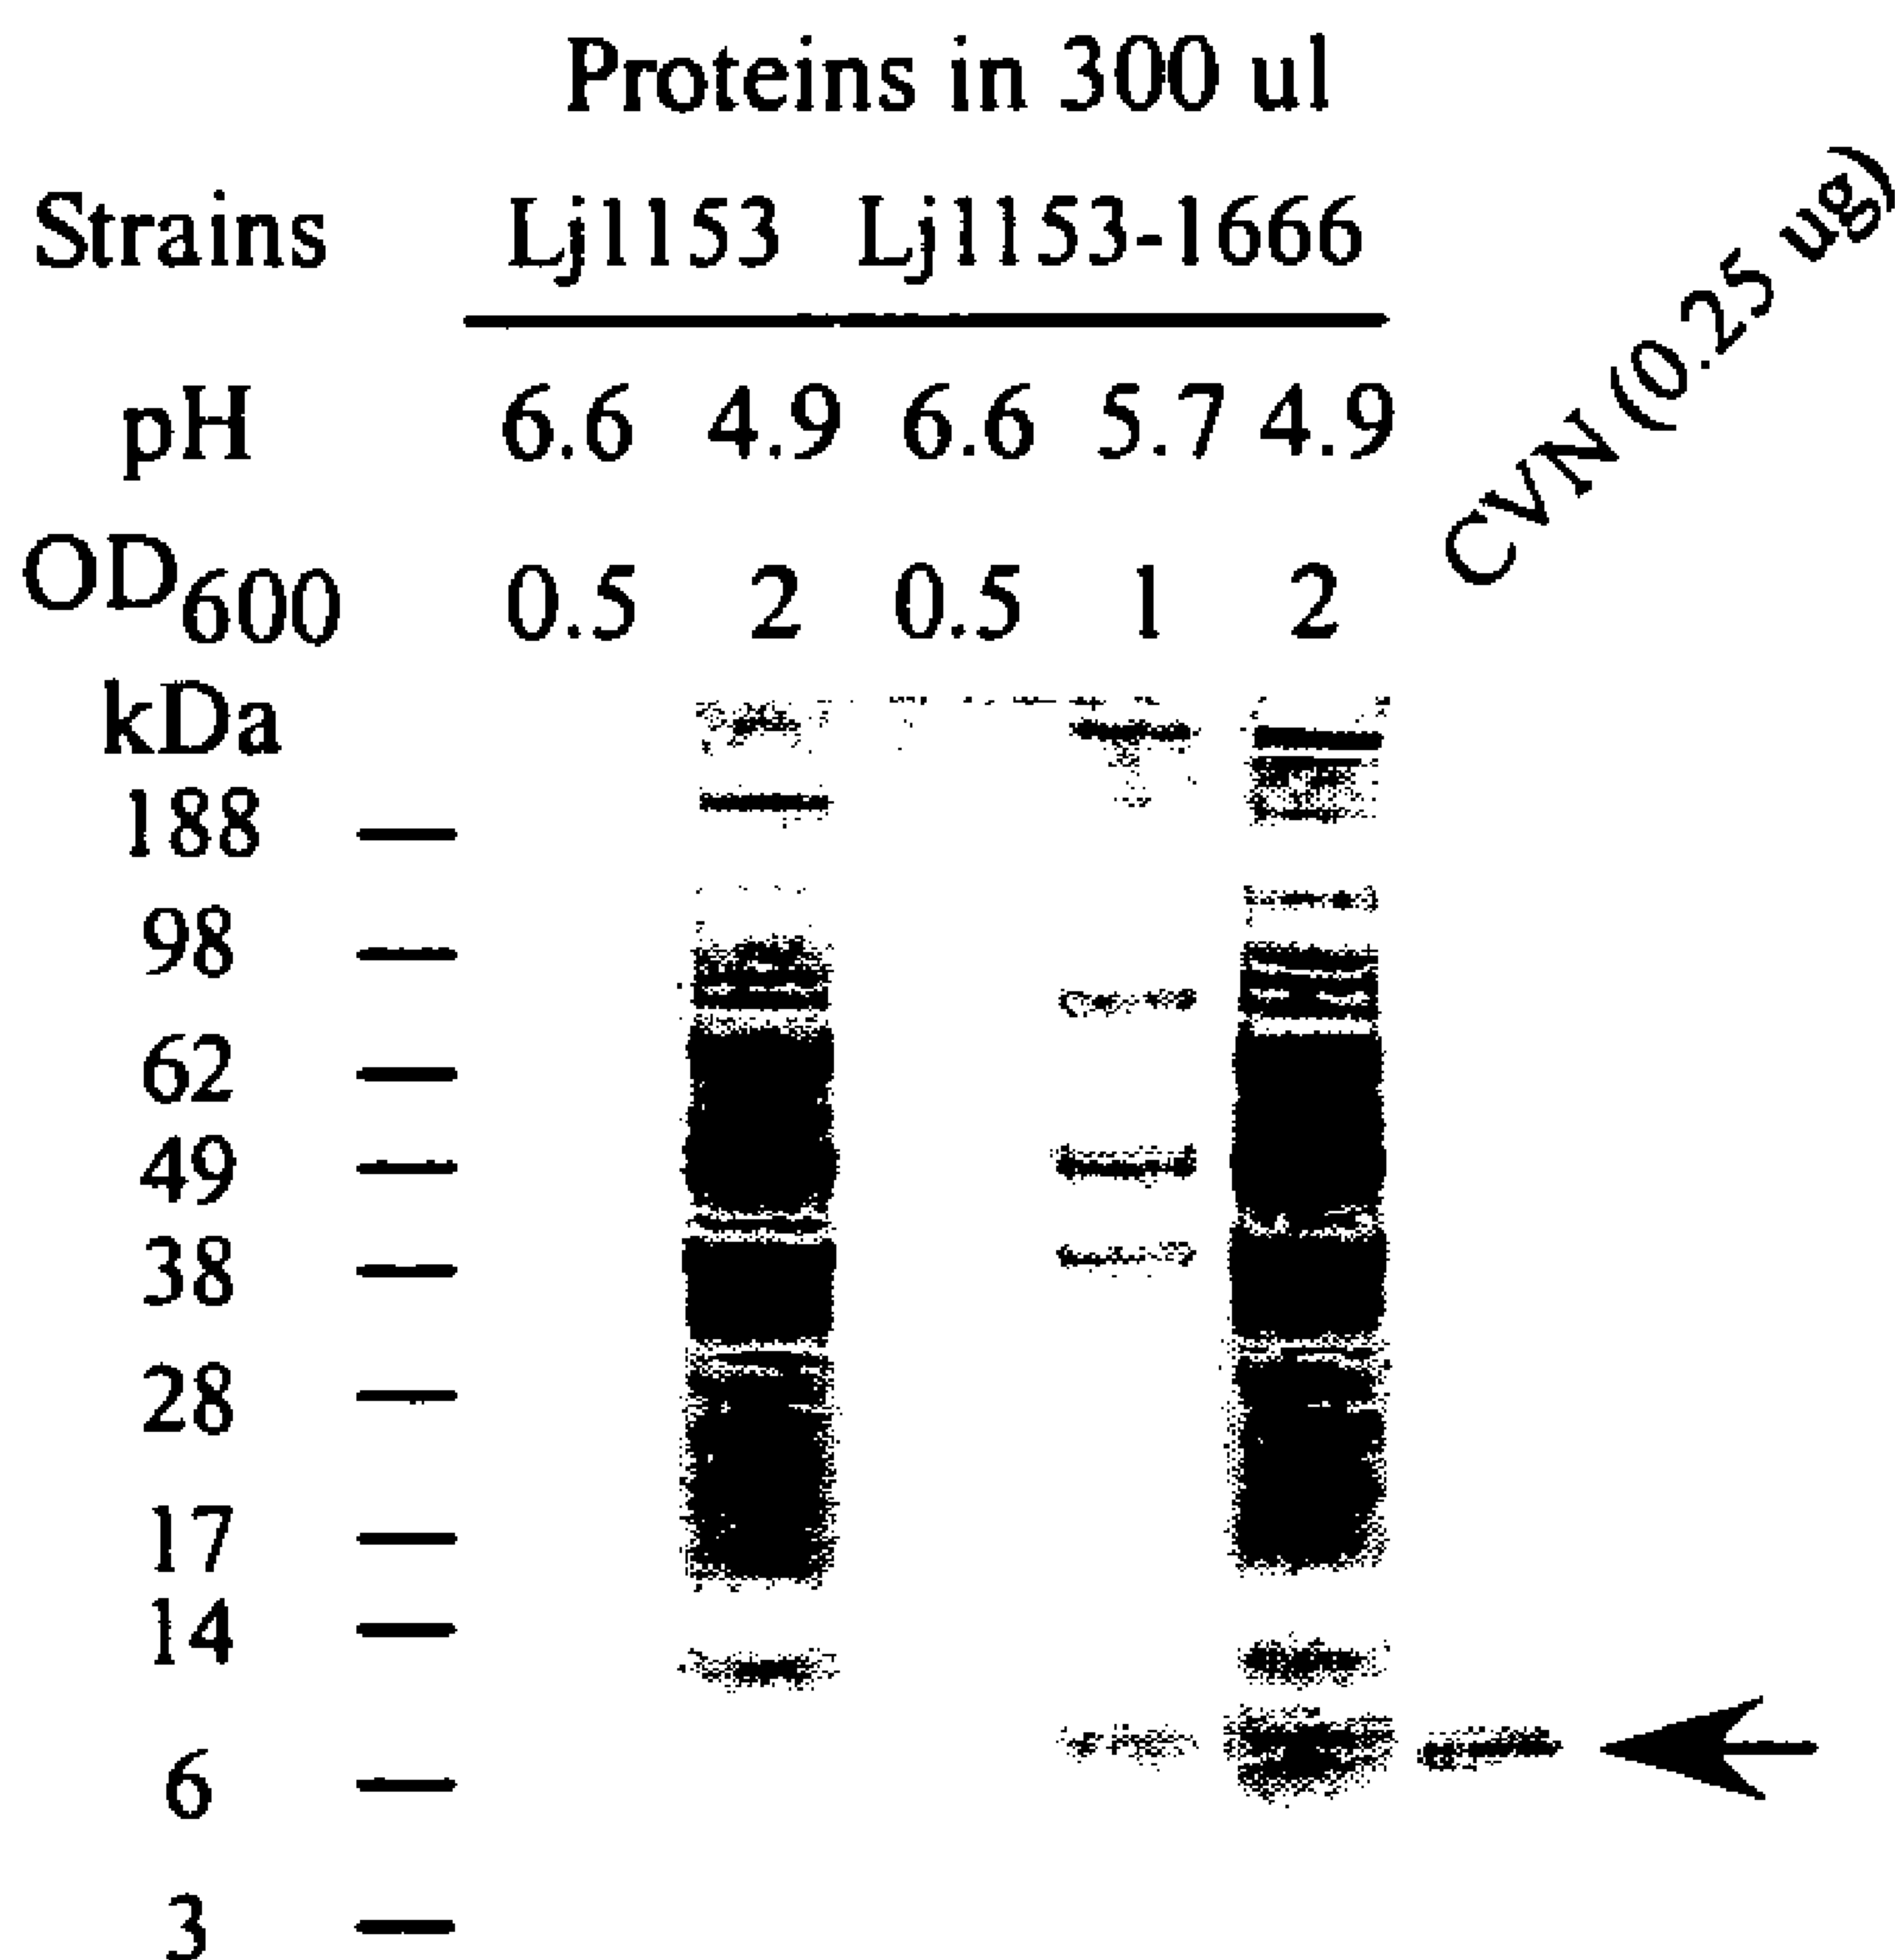 Proteins in 300 ul
Strains Lj1153 Lj1153-1666 CVN (0.25 ug)
pH 6.6 4.9 6.6 5.7 4.9
OD600 0.5 2 0.5 1 2
kDa
188
98
62
49
38
28
17
14
6
3